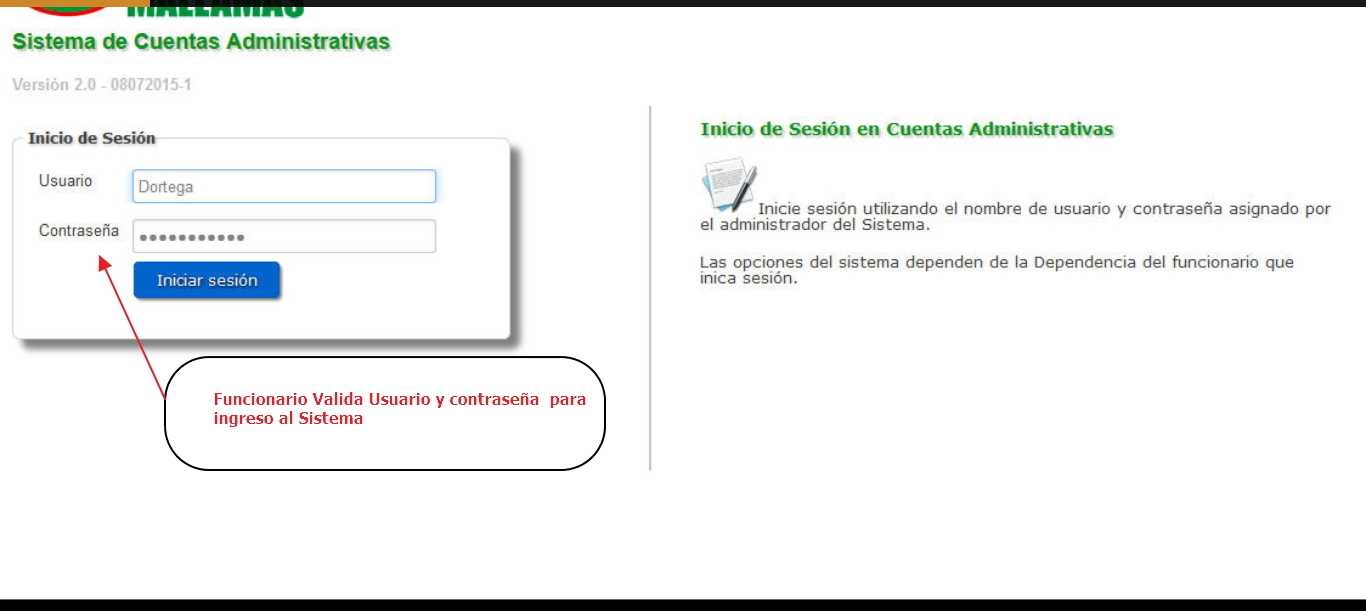 MALLAMAS
Sistema de Cuentas Administrativas
Versión 2.0 - 08072015-1
Inicio de Sesión
Usuario
Dortega
Contraseña
•••••••••••
Iniciar sesión
Funcionario Valida Usuario y contraseña para
ingreso al Sistema
Inicio de Sesión en Cuentas Administrativas
Inicie sesión utilizando el nombre de usuario y contraseña asignado por
el administrador del Sistema.
Las opciones del sistema dependen de la Dependencia del funcionario que
inica sesión.